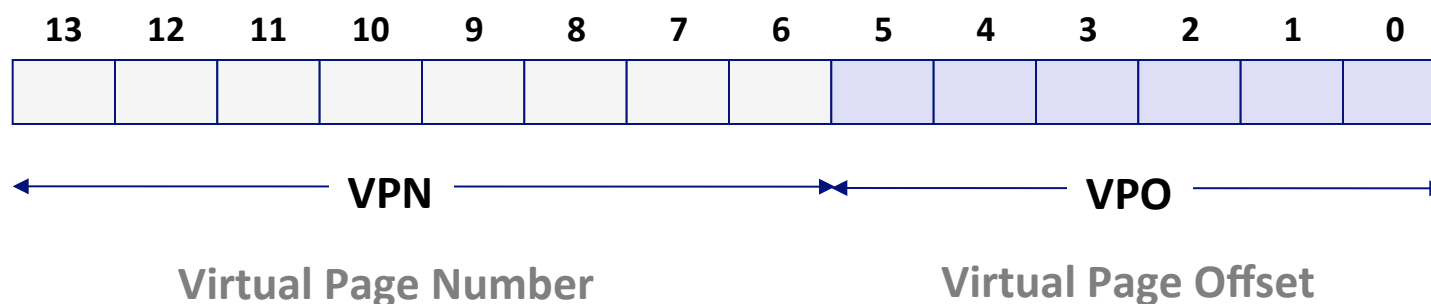 13 12 11 10 9 8 7 6 5 4 3 2 1 0
VPN VPO
Virtual Page Number Virtual Page Offset